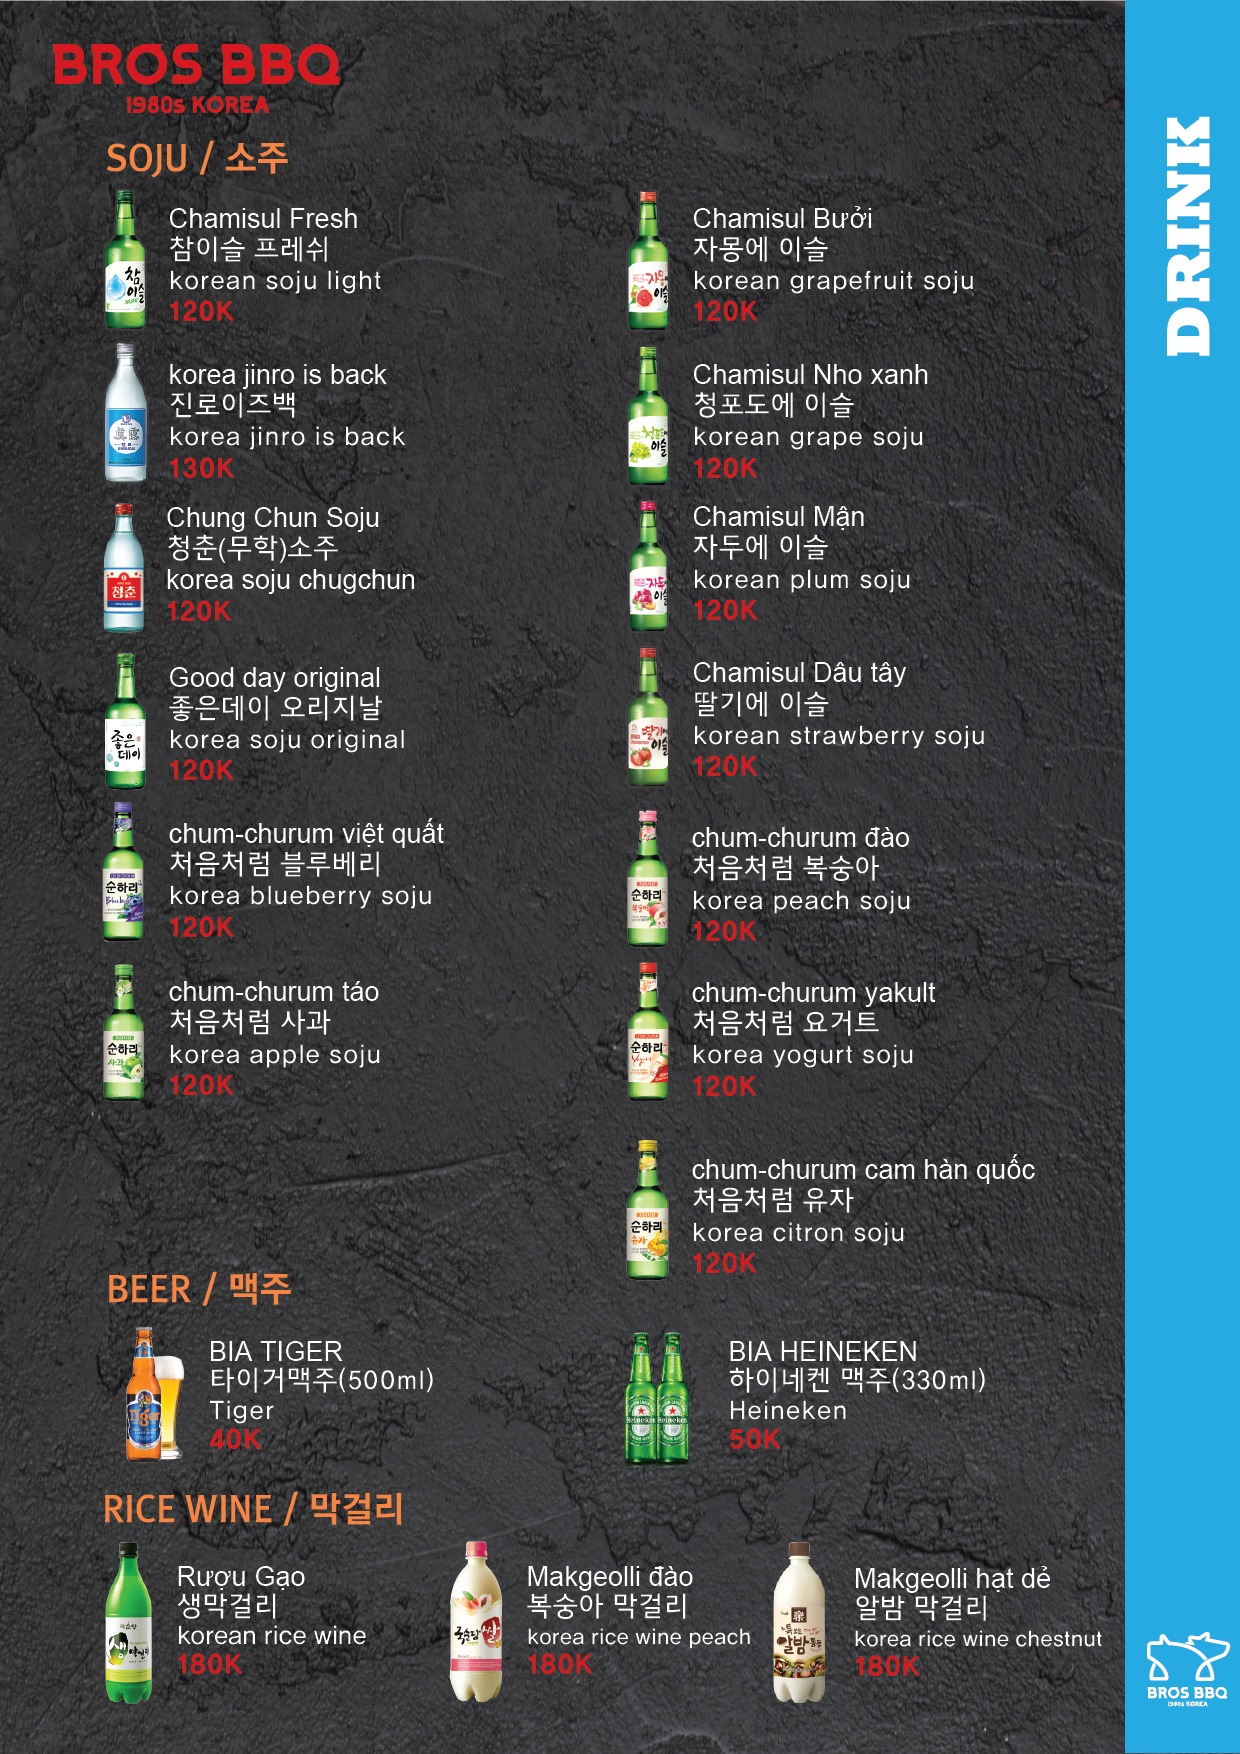 BROS BBQ
1980s KOREA
DRINK
SOJU / 소주
Chamisul Fresh
참이슬 프레쉬
korean soju light
120K
korea jinro is back
진로이즈백
korea jinro is back
130K
Chung Chun Soju
청춘(무학)소주
korea soju chugchun
120K
Good day original
좋은데이 오리지날
korea soju original
120K
chum-churum việt quất
처음처럼 블루베리
korea blueberry soju
120K
chum-churum táo
처음처럼 사과
korea apple soju
120K
Chamisul Bưởi
자몽에 이슬
korean grapefruit soju
120K
Chamisul Nho xanh
청포도에 이슬
korean grape soju
120K
Chamisul Mận
자두에 이슬
korean plum soju
120K
Chamisul Dâu tây
딸기에 이슬
korean strawberry soju
120K
chum-churum đào
처음처럼 복숭아
korea peach soju
120K
chum-churum yakult
처음처럼 요거트
korea yogurt soju
120K
chum-churum cam hàn quốc
처음처럼 유자
korea citron soju
120K
BEER / 맥주
BIA TIGER
타이거맥주(500ml)
Tiger
40K
BIA HEINEKEN
하이네켄 맥주(330ml)
Heineken
50K
RICE WINE / 막걸리
Rượu Gạo
생막걸리
korean rice wine
180K
Makgeolli đào
복숭아 막걸리
korea rice wine peach
180K
Makgeolli hạt dẻ
알밤 막걸리
korea rice wine chestnut
180K
BROS BBQ
1980s KOREA